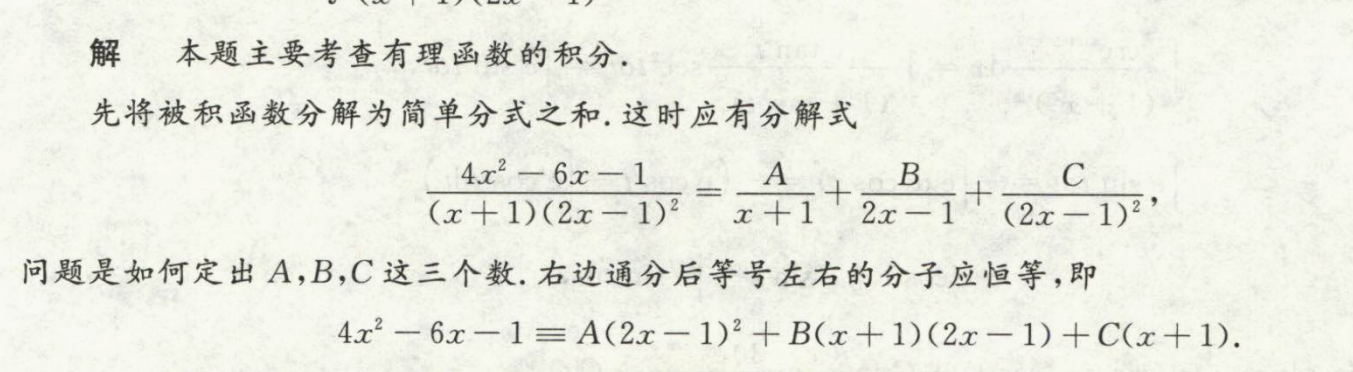 解 本题主要考查有理函数的积分.
先将被积函数分解为简单分式之和.这时应有分解式
\frac{4x^2-6x-1}{(x+1)(2x-1)^2}=\frac{A}{x+1}+\frac{B}{2x-1}+\frac{C}{(2x-1)^2},
问题是如何定出 A,B,C 这三个数.右边通分后等号左右的分子应恒等,即
4x^2-6x-1≡A(2x-1)^2+B(x+1)(2x-1)+C(x+1).